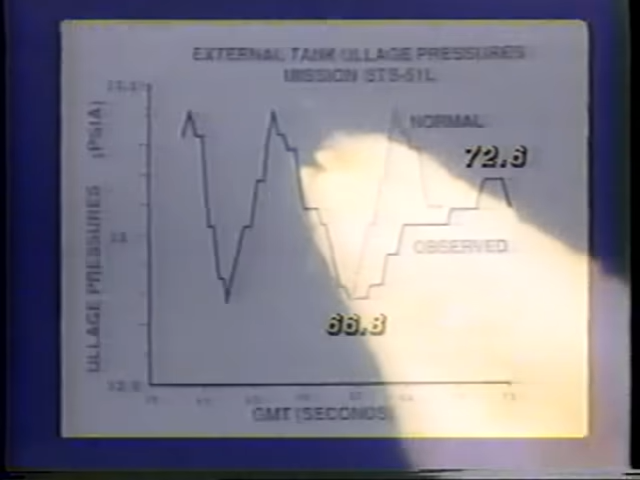 EXTERNAL TANK ULLAGE PRESSURES
MISSION STS-51L
NORMAL
72.6
OBSERVED
66.8
ULLAGE PRESSURES (PSIA)
GMT (SECONDS)